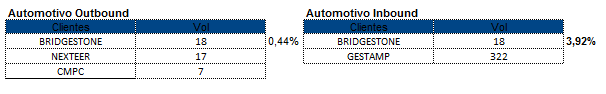 Automotivo Outbound
Clientes Vol
BRIDGESTONE 18 0,44%
NEXTEER 17
CMPC 7
Automotivo Inbound
Clientes Vol
BRIDGESTONE 18 3,92%
GESTAMP 322